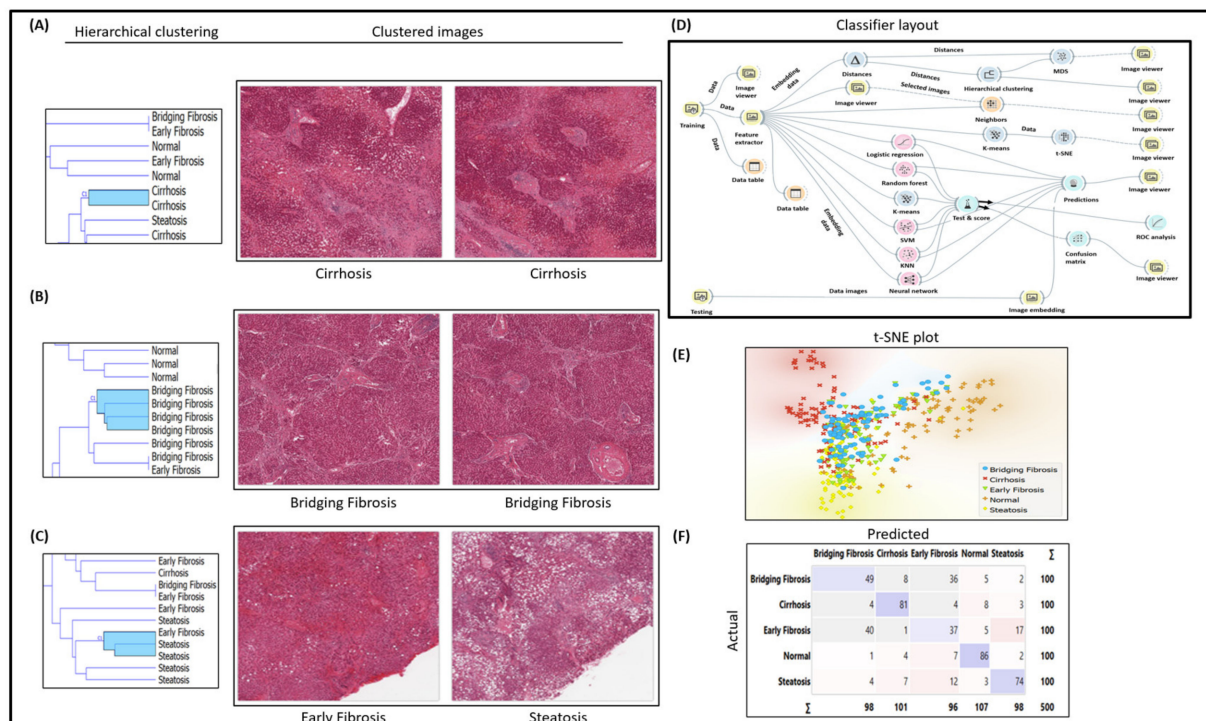 (A)
Hierarchical clustering
Clustered images
Bridging Fibrosis
Early Fibrosis
Normal
Early Fibrosis
Normal
Cirrhosis
Cirrhosis
Steatosis
Cirrhosis
Cirrhosis
Cirrhosis
(B)
Normal
Normal
Normal
Bridging Fibrosis
Bridging Fibrosis
Bridging Fibrosis
Bridging Fibrosis
Bridging Fibrosis
Bridging Fibrosis
Early Fibrosis
Bridging Fibrosis
Bridging Fibrosis
(C)
Early Fibrosis
Cirrhosis
Bridging Fibrosis
Early Fibrosis
Early Fibrosis
Steatosis
Early Fibrosis
Steatosis
Steatosis
Steatosis
Steatosis
Early Fibrosis
Steatosis
(D)
Classifier layout
Training
Data
Data
Data
Image
viewer
Feature
extractor
Data table
Data table
Embedding
data
Embedding
data
Distances
Distances
Distances
MDS
Image viewer
Hierarchical clustering
Image viewer
Image viewer
Selected images
Neighbors
Image viewer
K-means
Data
t-SNE
Image viewer
Logistic regression
Random forest
K-means
SVM
KNN
Neural network
Test & score
Predictions
Image viewer
ROC analysis
Confusion
matrix
Image viewer
Testing
Data images
Image embedding
(E)
t-SNE plot
Bridging Fibrosis
Cirrhosis
Early Fibrosis
Normal
Steatosis
(F)
Predicted
Bridging Fibrosis Cirrhosis Early Fibrosis Normal Steatosis Σ
Bridging Fibrosis 49 8 36 5 2 100
Cirrhosis 4 81 4 8 3 100
Early Fibrosis 40 1 37 5 17 100
Normal 1 4 7 86 2 100
Steatosis 4 7 12 3 74 100
Σ 98 101 96 107 98 500
Actual